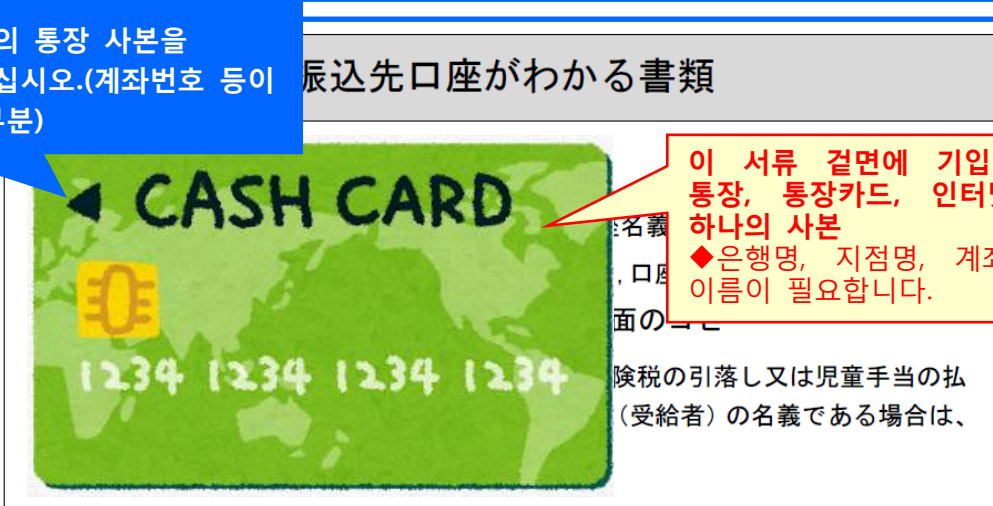 의 통장 사본을
십시오.(계좌번호 등이
분)
振込先口座がわかる書類
CASH CARD
1234 1234 1234 1234
이 서류 겉면에 기입
통장, 통장카드, 인터넷
하나의 사본
◆은행명, 지점명, 계좌
이름이 필요합니다.
名義
,口座
面のコピー
険税の引落し又は児童手当の払
(受給者)の名義である場合は、